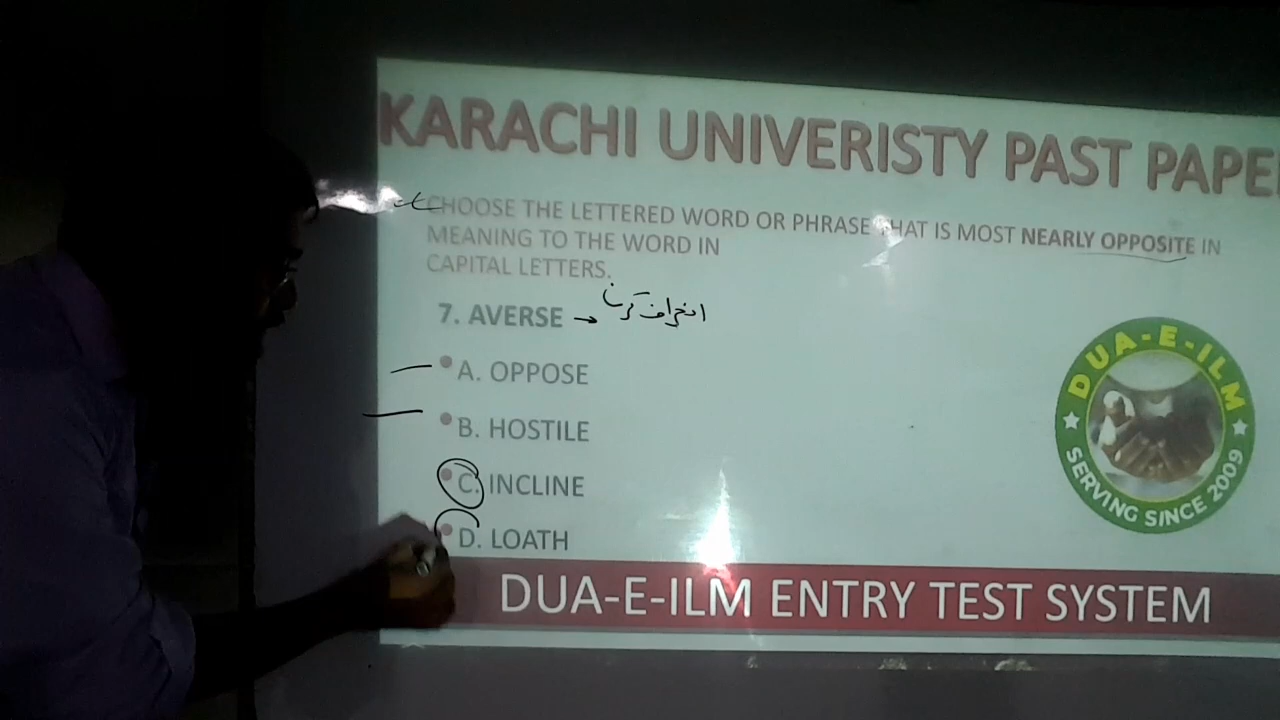 KARACHI UNIVERISTY PAST PAPE
CHOOSE THE LETTERED WORD OR PHRASE THAT IS MOST NEARLY OPPOSITE IN
MEANING TO THE WORD IN
CAPITAL LETTERS.
7. AVERSE → انحراف کرنا
A. OPPOSE
B. HOSTILE
C. INCLINE
D. LOATH
DUA-E-ILM
SERVING SINCE 2009
DUA-E-ILM ENTRY TEST SYSTEM